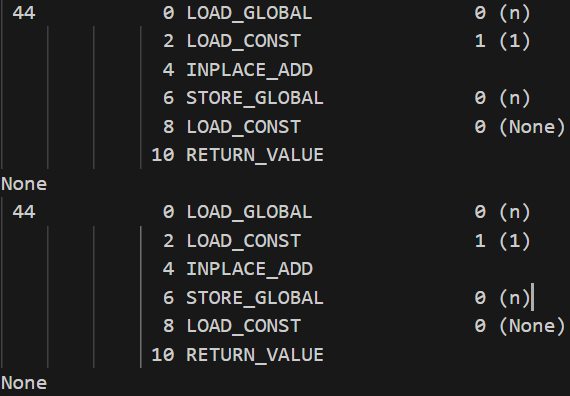 44 0 LOAD_GLOBAL 0 (n)
2 LOAD_CONST 1 (1)
4 INPLACE_ADD
6 STORE_GLOBAL 0 (n)
8 LOAD_CONST 0 (None)
10 RETURN_VALUE
None
44 0 LOAD_GLOBAL 0 (n)
2 LOAD_CONST 1 (1)
4 INPLACE_ADD
6 STORE_GLOBAL 0 (n)
8 LOAD_CONST 0 (None)
10 RETURN_VALUE
None